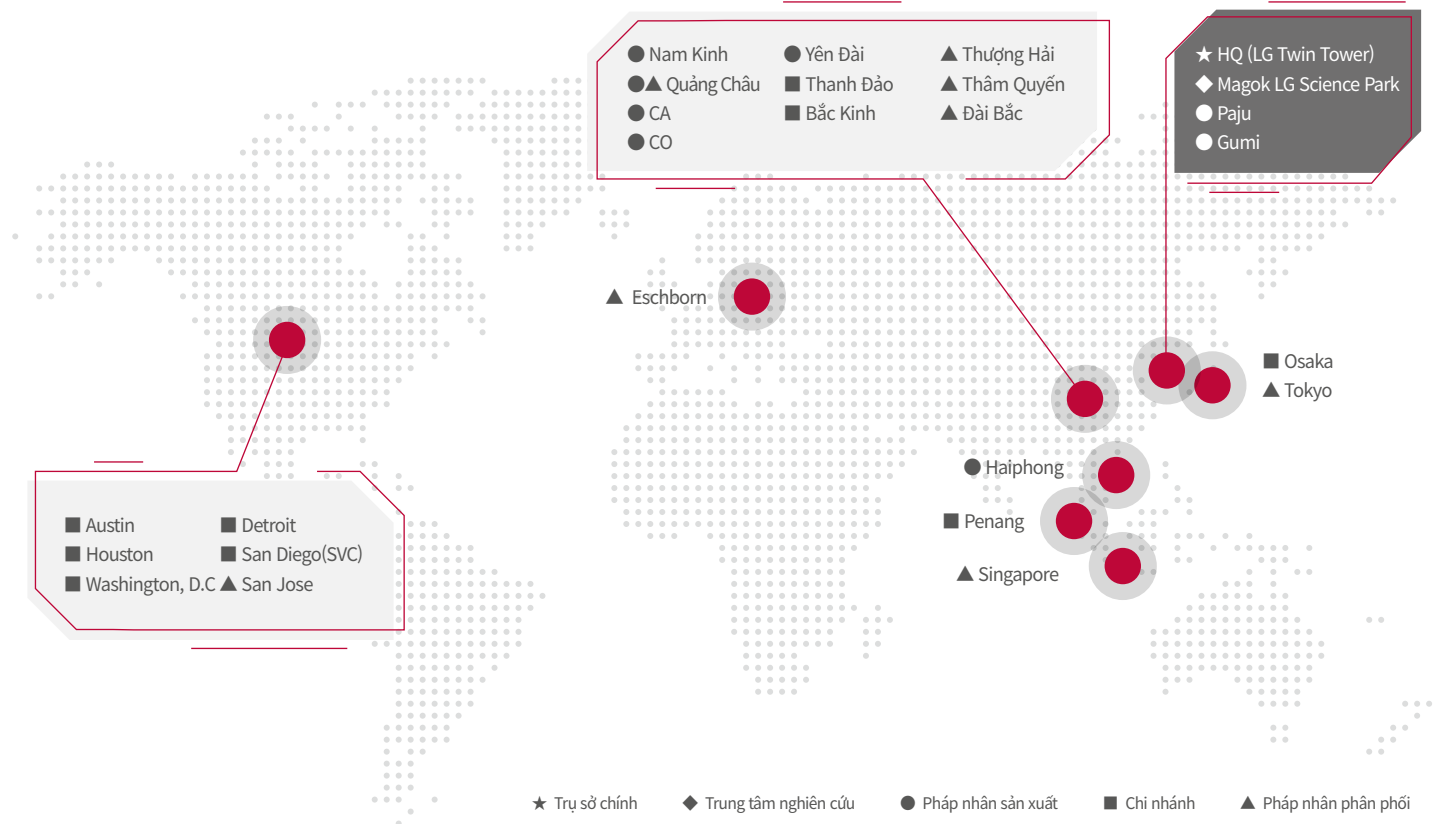 Nam Kinh
Quảng Châu
CA
CO
Yên Đài
Thanh Đảo
Bắc Kinh
Thượng Hải
Thâm Quyến
Đài Bắc
HQ (LG Twin Tower)
Magok LG Science Park
Paju
Gumi
Eschborn
Osaka
Tokyo
Haiphong
Penang
Singapore
Austin
Houston
Washington, D.C
Detroit
San Diego(SVC)
San Jose
Trụ sở chính
Trung tâm nghiên cứu
Pháp nhân sản xuất
Chi nhánh
Pháp nhân phân phối